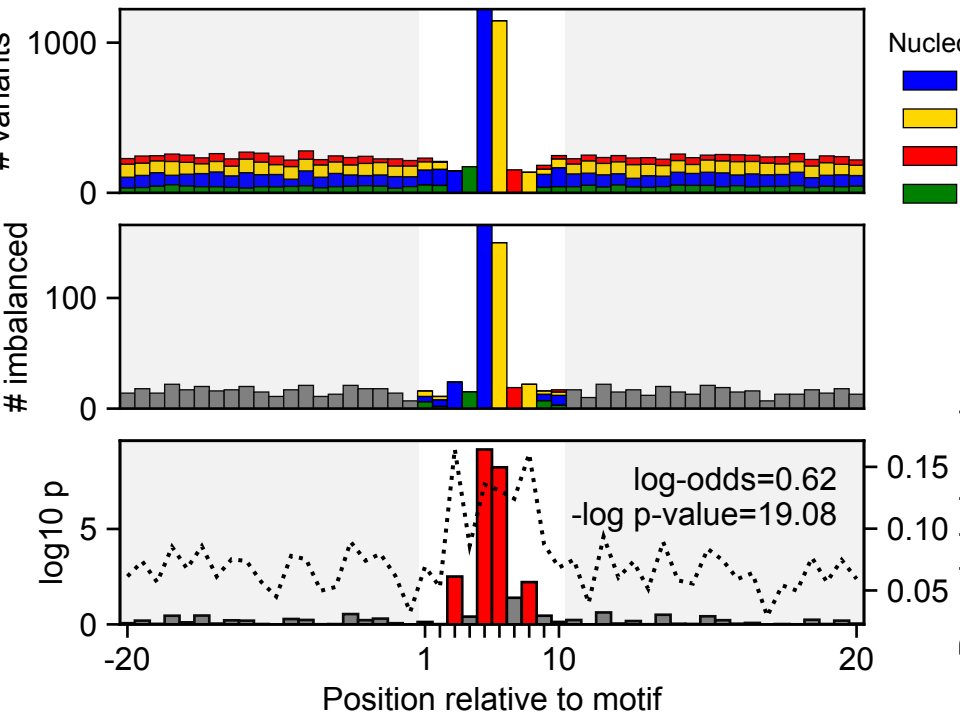 # variants
1000
0
Nucleo
# imbalanced
100
0
log10 p
5
0
log-odds=0.62
-log p-value=19.08
0.15
0.10
0.05
-20
1
10
20
Position relative to motif